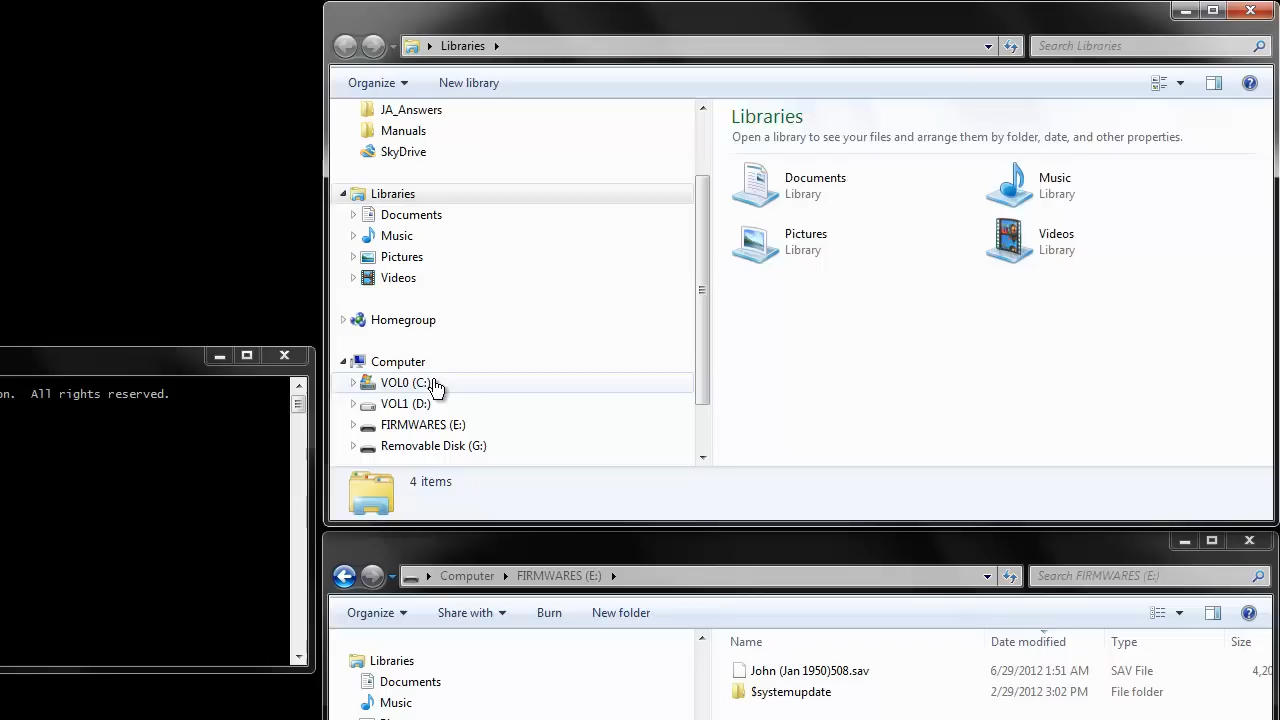 Libraries
Search Libraries
Organize
New library
JA_Answers
Manuals
SkyDrive
Libraries
Documents
Music
Pictures
Videos
Homegroup
Computer
VOL0 (C:)
VOL1 (D:)
FIRMWARES (E:)
Removable Disk (G:)
Libraries
Open a library to see your files and arrange them by folder, date, and other properties.
Documents
Library
Music
Library
Pictures
Library
Videos
Library
4 items
on.  All rights reserved.
Computer
FIRMWARES (E:)
Search FIRMWARES (E:)
Organize
Share with
Burn
New folder
Libraries
Documents
Music
Name
Date modified
Type
Size
John (Jan 1950)508.sav
6/29/2012 1:51 AM
SAV File
4,20
$systemupdate
2/29/2012 3:02 PM
File folder